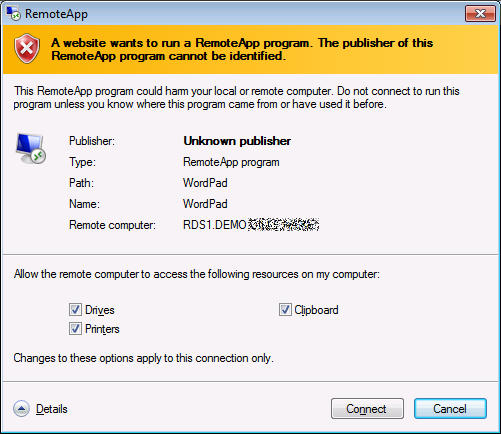 RemoteApp
A website wants to run a RemoteApp program. The publisher of this
RemoteApp program cannot be identified.
This RemoteApp program could harm your local or remote computer. Do not connect to run this
program unless you know where this program came from or have used it before.
Publisher: Unknown publisher
Type: RemoteApp program
Path: WordPad
Name: WordPad
Remote computer: RDS1.DEMO
Allow the remote computer to access the following resources on my computer:
Drives Clipboard
Printers
Changes to these options apply to this connection only.
Details Connect Cancel